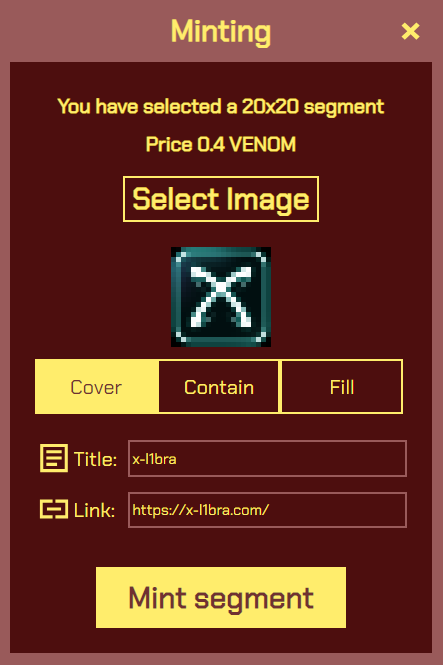 Minting
You have selected a 20x20 segment
Price 0.4 VENOM
Select Image
Cover Contain Fill
Title: x-l1bra
Link: https://x-l1bra.com/
Mint segment